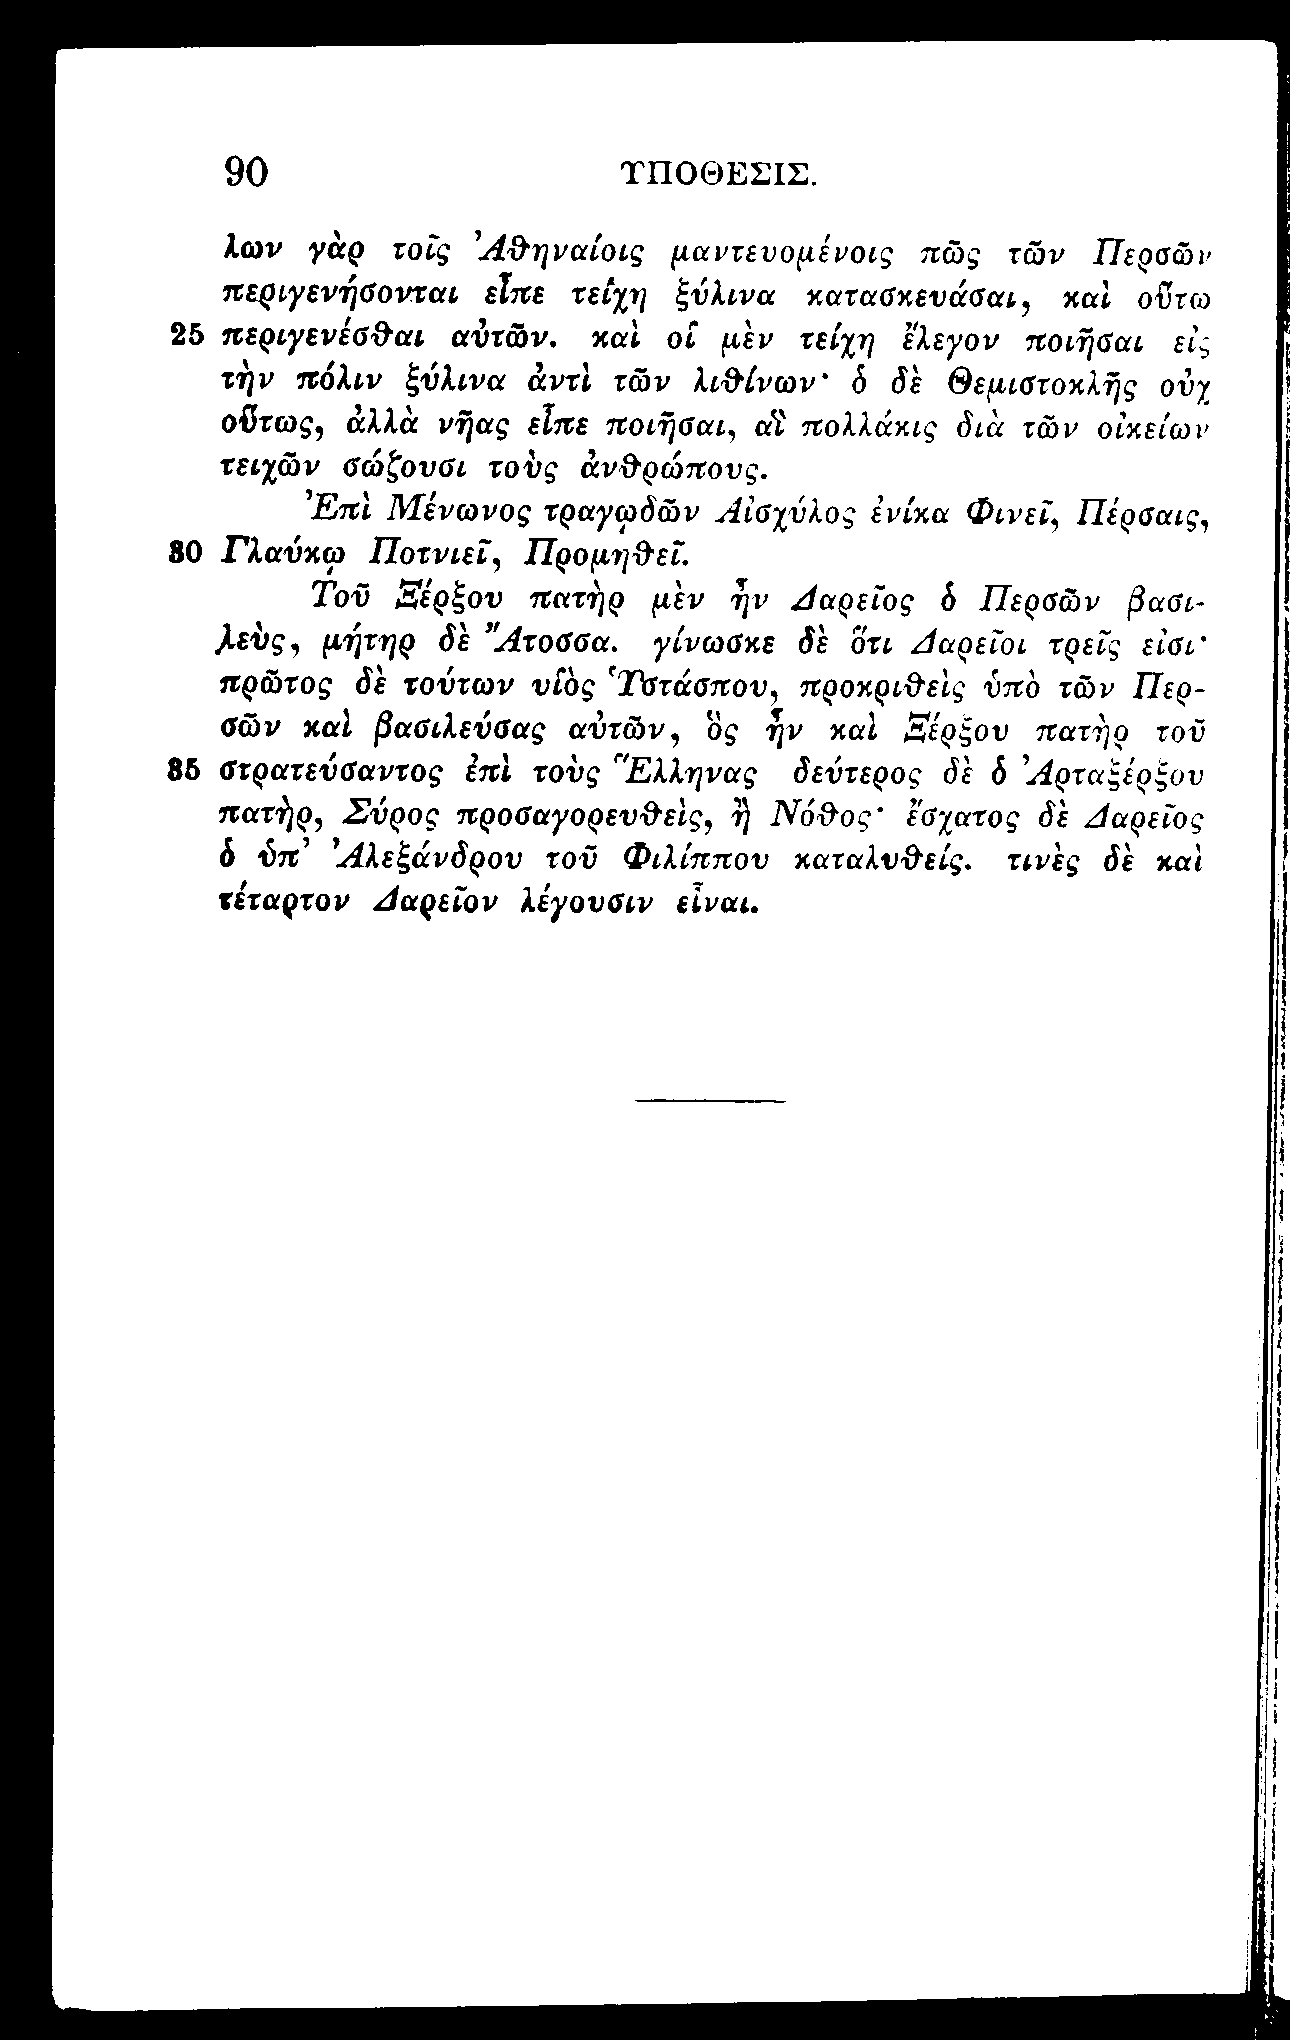 90 ΥΠΟΘΕΣΙΣ.
λων γὰρ τοῖς Ἀθηναίοις μαντευομένοις πῶς τῶν Περσῶν
περιγενήσονται εἶπε τείχη ξύλινα κατασκευάσαι, καὶ οὕτω
25 περιγενέσθαι αὐτῶν. καὶ οἱ μὲν τείχη ἔλεγον ποιῆσαι εἰς
τὴν πόλιν ξύλινα ἀντὶ τῶν λιθίνων· ὁ δὲ Θεμιστοκλῆς οὐχ
οὕτως, ἀλλὰ νῆας εἶπε ποιῆσαι, αἳ πολλάκις διὰ τῶν οἰκείων
τειχῶν σώζουσι τοὺς ἀνθρώπους.
Ἐπὶ Μένωνος τραγῳδῶν Αἰσχύλος ἐνίκα Φινεῖ, Πέρσαις,
30 Γλαύκῳ Ποτνιεῖ, Προμηθεῖ.
Τοῦ Ξέρξου πατὴρ μὲν ἦν Δαρεῖος ὁ Περσῶν βασι-
λεὺς, μήτηρ δὲ Ἄτοσσα. γίνωσκε δὲ ὅτι Δαρεῖοι τρεῖς εἰσι·
πρῶτος δὲ τούτων υἱὸς Ὑστάσπου, προκριθεὶς ὑπὸ τῶν Περ-
σῶν καὶ βασιλεύσας αὐτῶν, ὃς ἦν καὶ Ξέρξου πατὴρ τοῦ
35 στρατεύσαντος ἐπὶ τοὺς Ἕλληνας δεύτερος δὲ ὁ Ἀρταξέρξου
πατὴρ, Σύρος προσαγορευθεὶς, ἢ Νόθος· ἔσχατος δὲ Δαρεῖος
ὁ ὑπ’ Ἀλεξάνδρου τοῦ Φιλίππου καταλυθείς. τινὲς δὲ καὶ
τέταρτον Δαρεῖον λέγουσιν εἶναι.